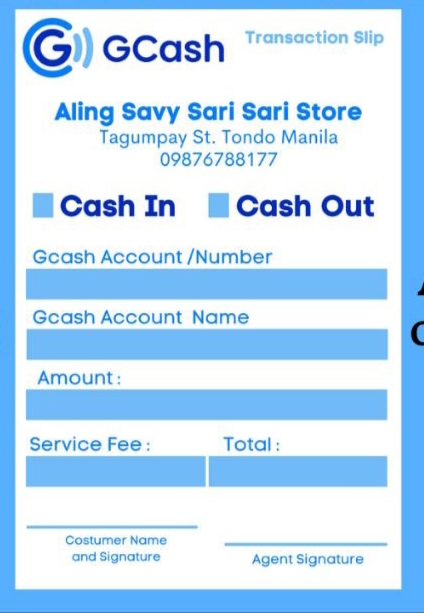 GCash Transaction Slip
Aling Savy Sari Sari Store
Tagumpay St. Tondo Manila
09876788177
Cash In Cash Out
Gcash Account /Number
Gcash Account Name
Amount :
Service Fee : Total :
Costumer Name
and Signature
Agent Signature